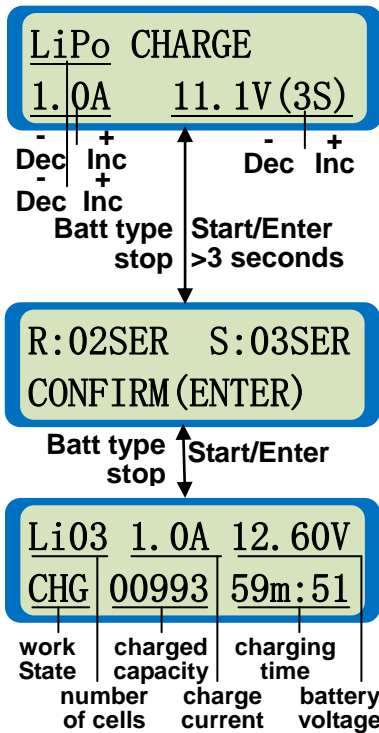 LiPo CHARGE
1.0A 11.1V(3S)
- + - +
Dec Inc Dec Inc
- +
Dec Inc
Batt type Start/Enter
stop >3 seconds
R:02SER S:03SER
CONFIRM(ENTER)
Batt type Start/Enter
stop
Li03 1.0A 12.60V
CHG 00993 59m:51
work charged charging
State capacity time
number charge battery
of cells current voltage